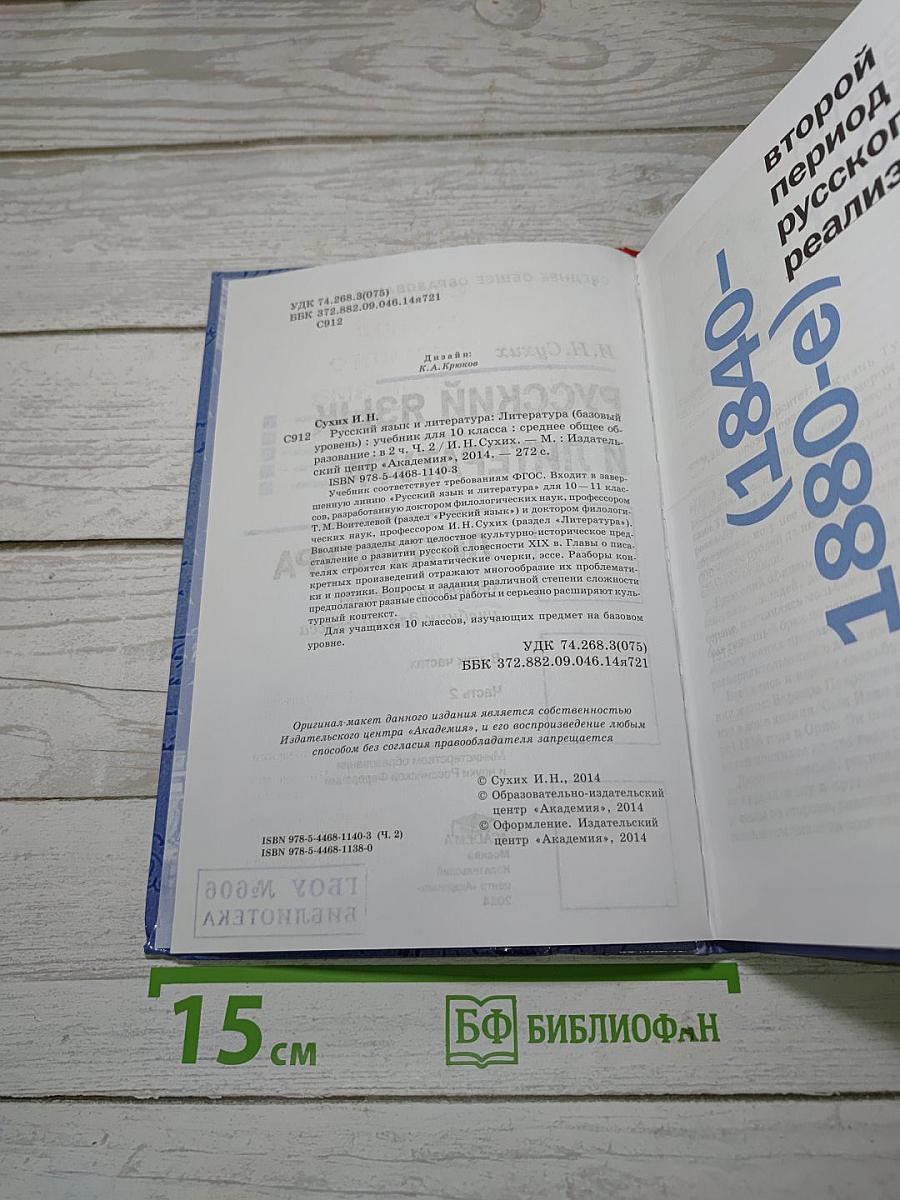 УДК 74.268.3(075)
ББК 372.882.09.046.14я721
С912
Дизайн:
К. А. Крюков
Сухих И. Н.
С912 Русский язык и литература: Литература (базовый
уровень) : учебник для 10 класса : среднее общее об-
разование : в 2 ч. Ч. 2 / И. Н. Сухих. — М. : Издатель-
ский центр «Академия», 2014. — 272 с.
ISBN 978-5-4468-1140-3
Учебник соответствует требованиям ФГОС. Входит в завер-
шенную линию «Русский язык и литература» для 10—11 клас-
сов, разработанную доктором филологических наук, профессором
Т. М. Воителевой (раздел «Русский язык») и доктором филологи-
ческих наук, профессором И. Н. Сухих (раздел «Литература»).
Вводные разделы дают целостное культурно-историческое пред-
ставление о развитии русской словесности XIX в. Главы о писа-
телях строятся как драматические очерки, эссе. Разборы кон-
кретных произведений отражают многообразие их проблемати-
ки и поэтики. Вопросы и задания различной степени сложности
предполагают разные способы работы и серьезно расширяют куль-
турный контекст.
Для учащихся 10 классов, изучающих предмет на базовом
уровне.
УДК 74.268.3(075)
ББК 372.882.09.046.14я721
Оригинал-макет данного издания является собственностью
Издательского центра «Академия», и его воспроизведение любым
способом без согласия правообладателя запрещается
© Сухих И. Н., 2014
© Образовательно-издательский
центр «Академия», 2014
© Оформление. Издательский
центр «Академия», 2014
ISBN 978-5-4468-1140-3 (Ч. 2)
ISBN 978-5-4468-1138-0
ГБОУ №606
БИБЛИОТЕКА
второй
период
русског
реализ
(1840–
1880-е)
15 см
БФ БИБЛИОФАН